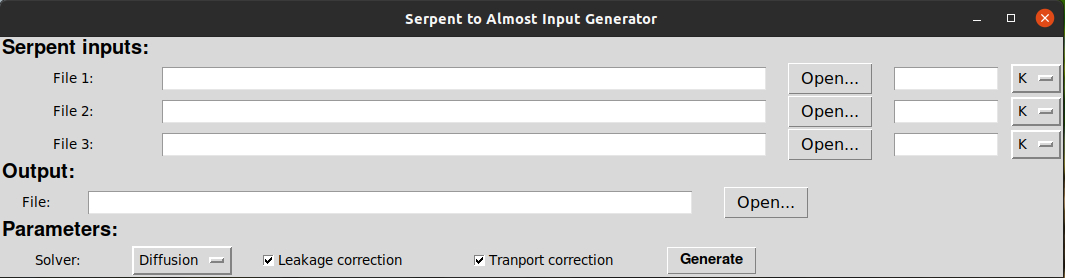 Serpent to Almost Input Generator
Serpent inputs:
File 1: Open... K
File 2: Open... K
File 3: Open... K
Output:
File: Open...
Parameters:
Solver: Diffusion Leakage correction Tranport correction Generate